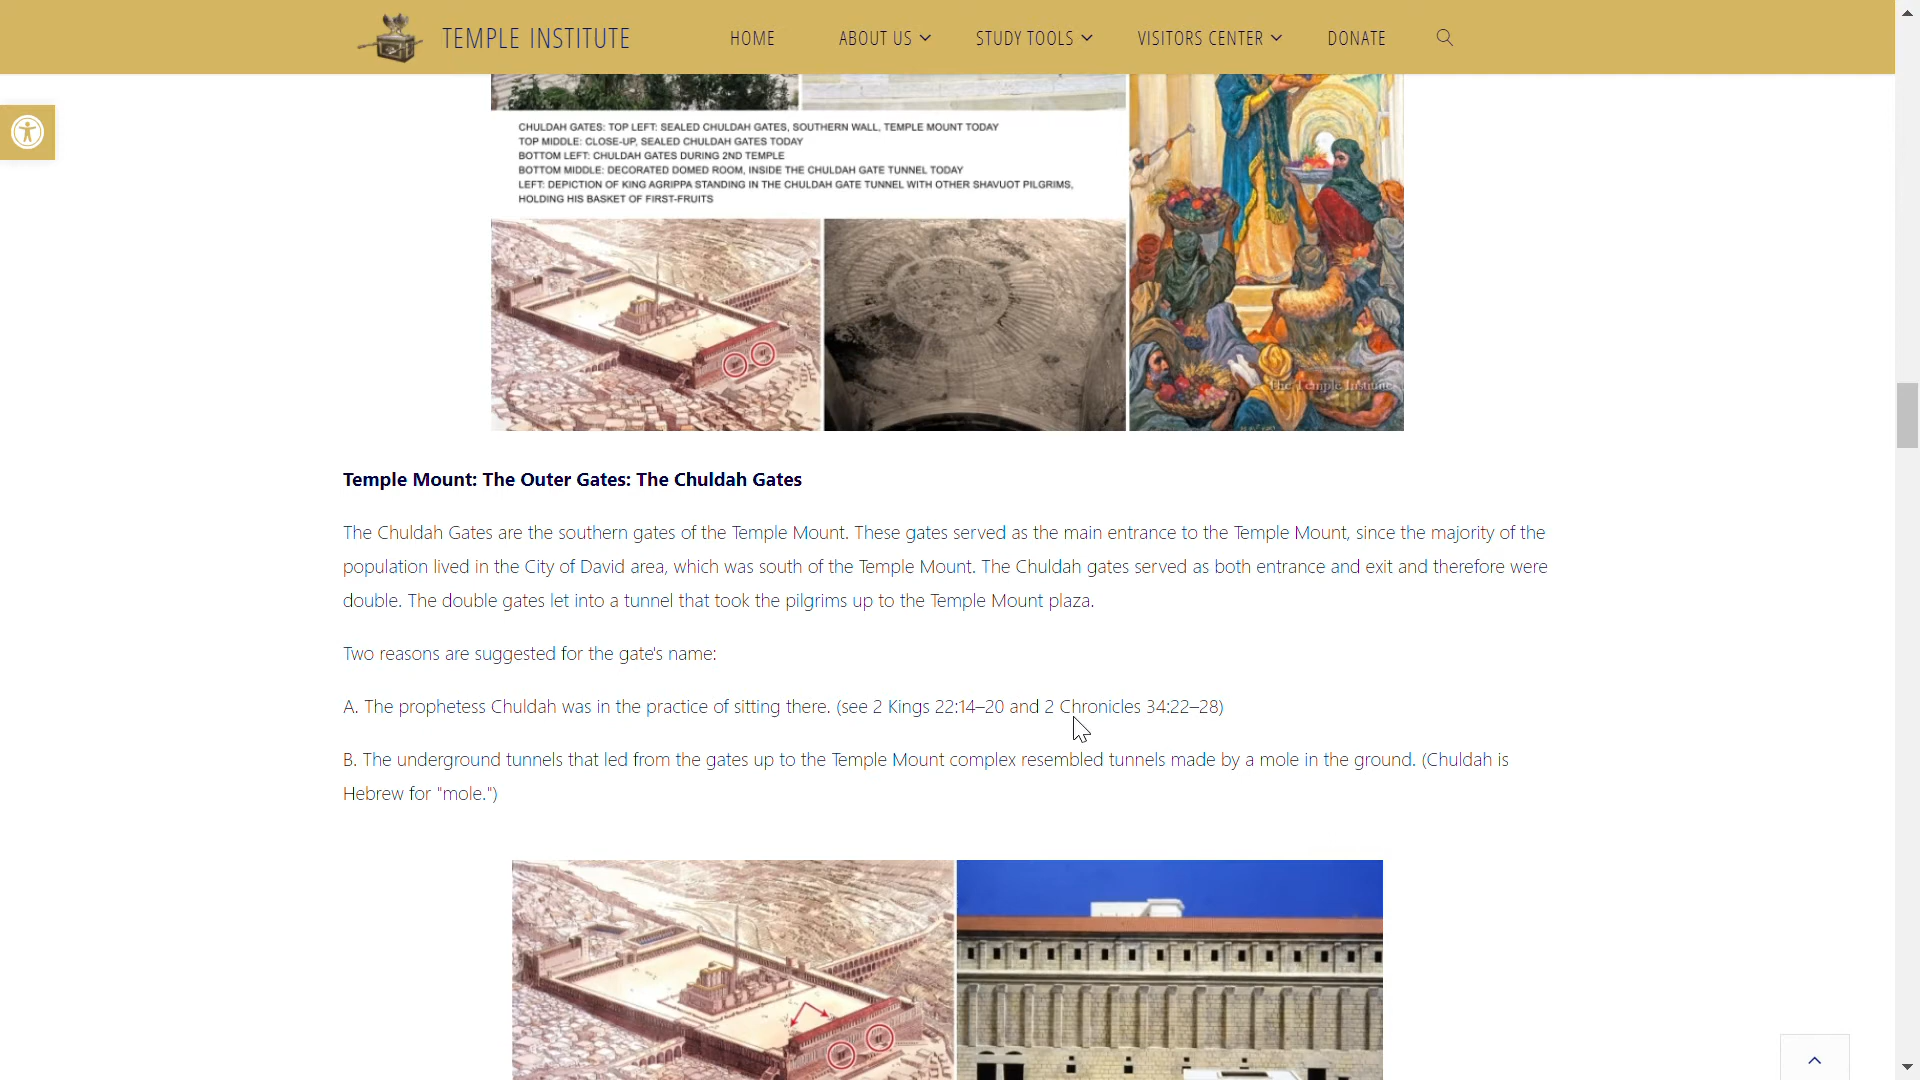 TEMPLE INSTITUTE
HOME
ABOUT US
STUDY TOOLS
VISITORS CENTER
DONATE
CHULDAH GATES: TOP LEFT: SEALED CHULDAH GATES, SOUTHERN WALL, TEMPLE MOUNT TODAY
TOP MIDDLE: CLOSE-UP, SEALED CHULDAH GATES TODAY
BOTTOM LEFT: CHULDAH GATES DURING 2ND TEMPLE
BOTTOM MIDDLE: DECORATED DOMED ROOM, INSIDE THE CHULDAH GATE TUNNEL TODAY
LEFT: DEPICTION OF KING AGRIPPA STANDING IN THE CHULDAH GATE TUNNEL WITH OTHER SHAVUOT PILGRIMS,
HOLDING HIS BASKET OF FIRST-FRUITS
The Temple Institute
Temple Mount: The Outer Gates: The Chuldah Gates
The Chuldah Gates are the southern gates of the Temple Mount. These gates served as the main entrance to the Temple Mount, since the majority of the
population lived in the City of David area, which was south of the Temple Mount. The Chuldah gates served as both entrance and exit and therefore were
double. The double gates let into a tunnel that took the pilgrims up to the Temple Mount plaza.
Two reasons are suggested for the gate's name:
A. The prophetess Chuldah was in the practice of sitting there. (see 2 Kings 22:14–20 and 2 Chronicles 34:22–28)
B. The underground tunnels that led from the gates up to the Temple Mount complex resembled tunnels made by a mole in the ground. (Chuldah is
Hebrew for "mole.")